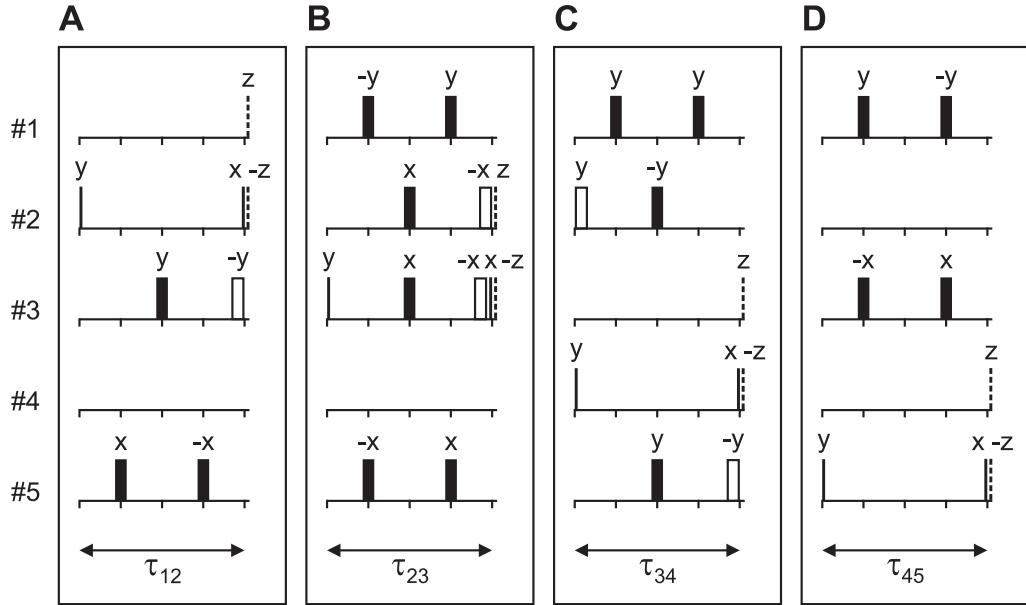 A B C D
z -y y y y y -y
#1
y x -z x -x z y -y
#2
y -y y x -x x -z z -x x
#3
y x -z z
#4
x -x -x x y -y y x -z
#5
τ12 τ23 τ34 τ45